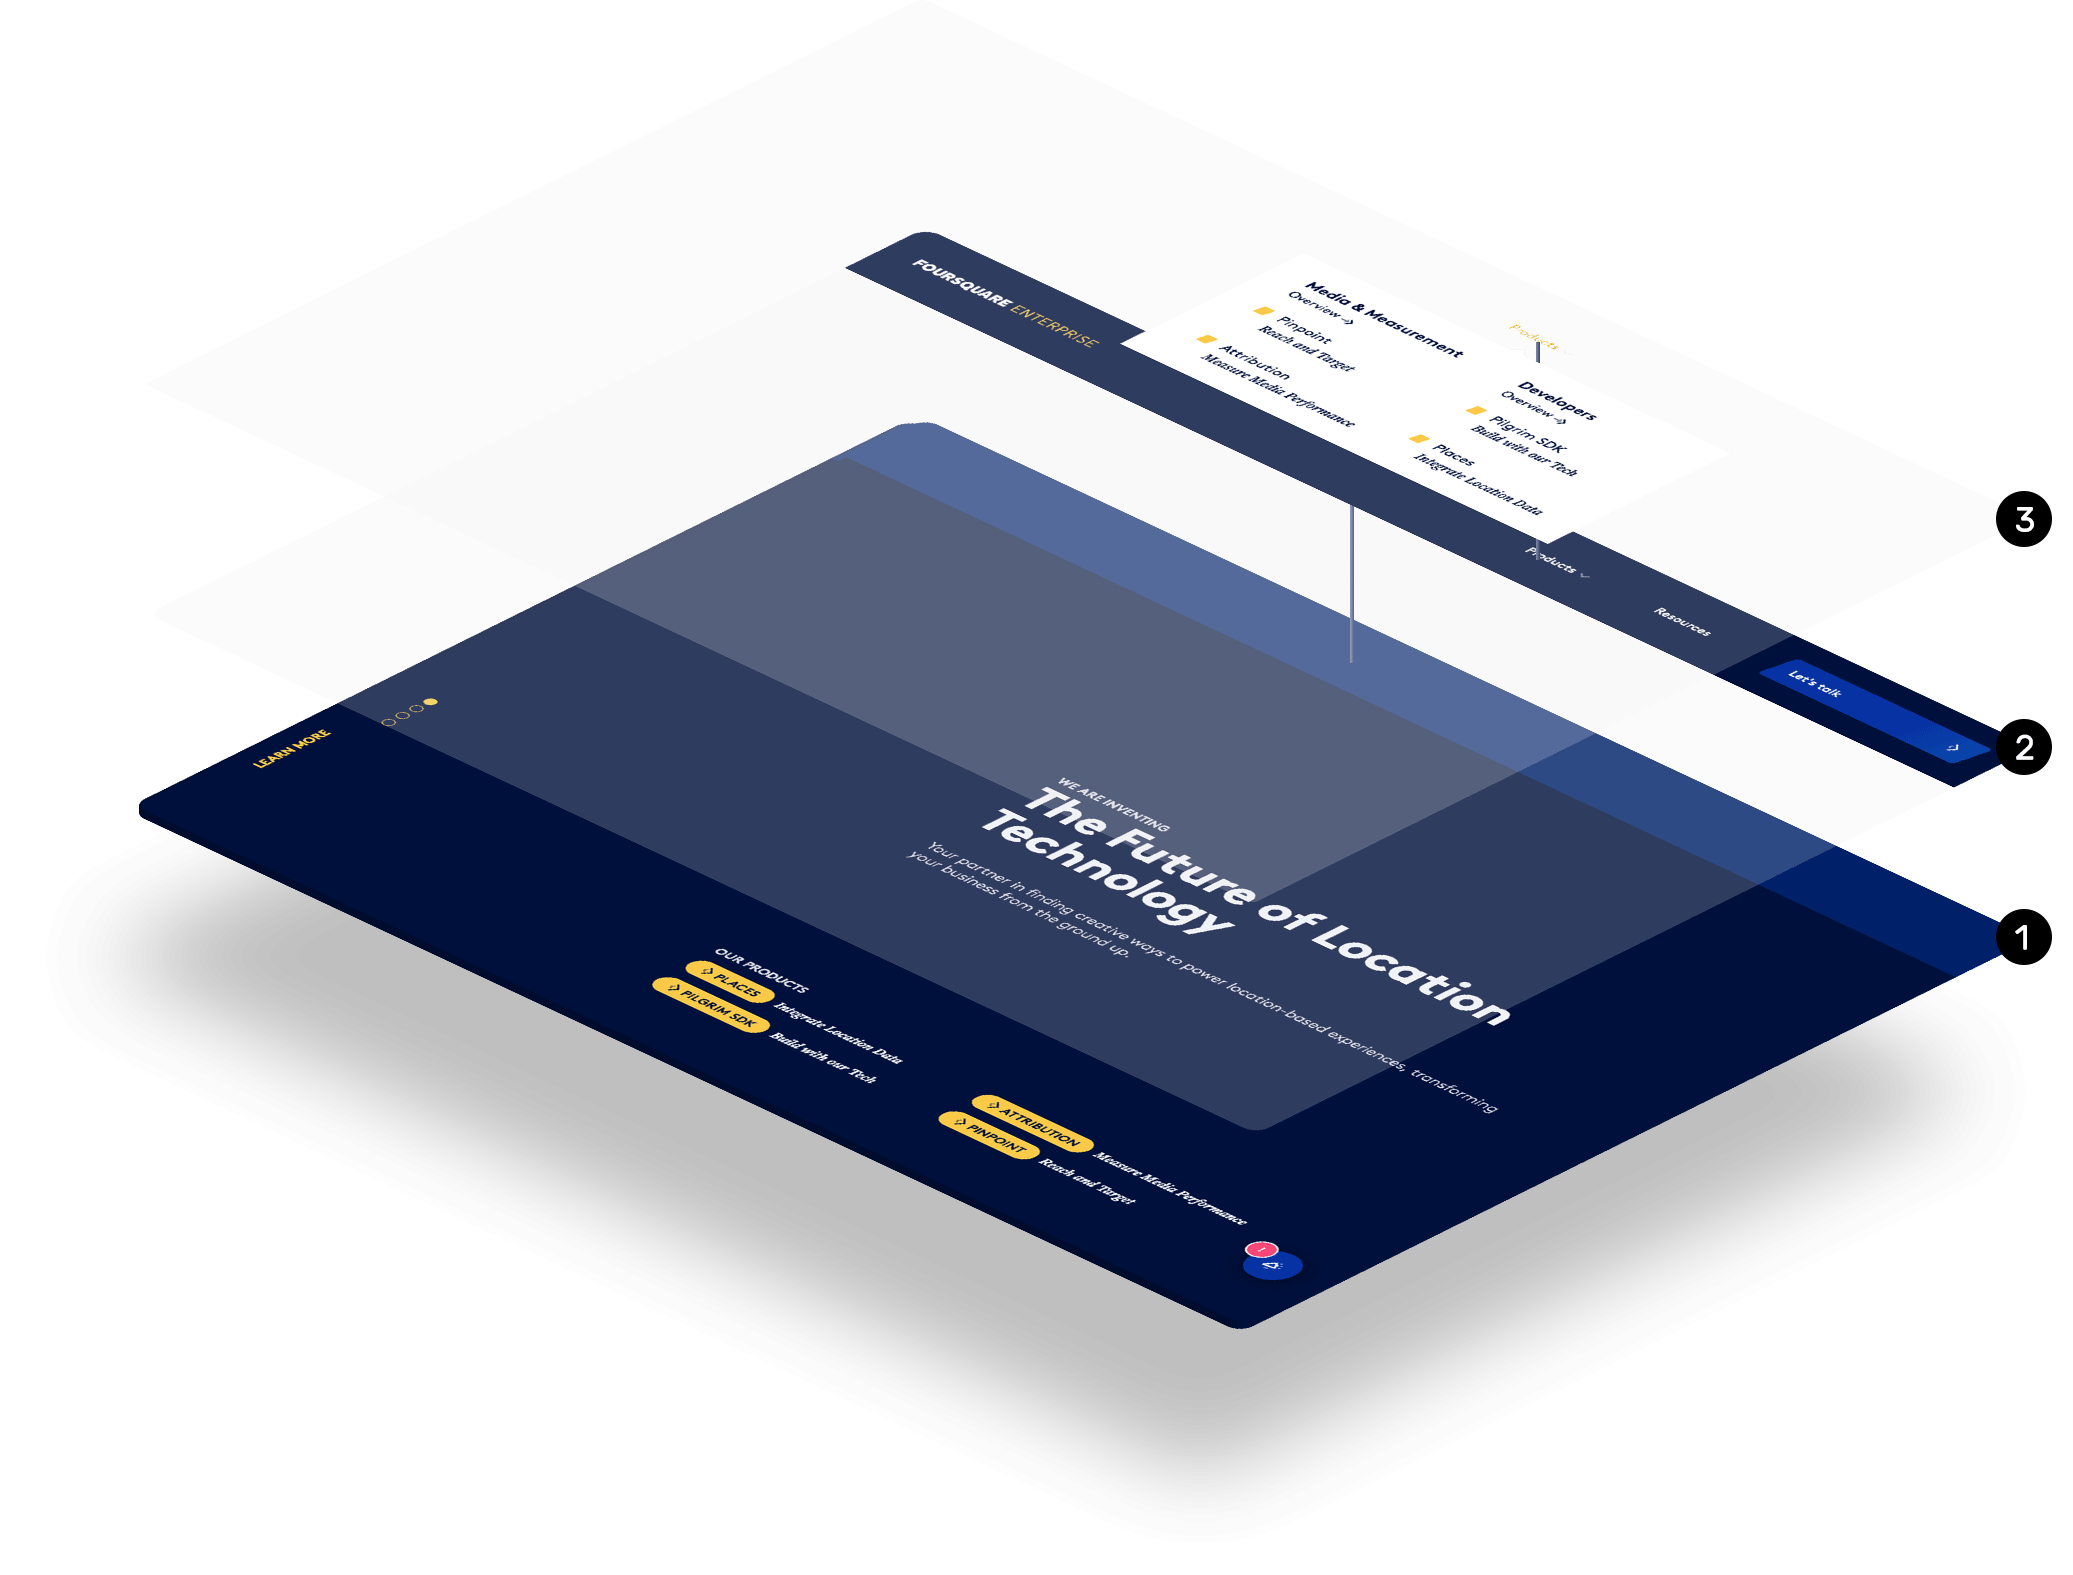 FOURSQUARE ENTERPRISE
Media & Measurement
Overview
Pinpoint
Reach and Target
Attribution
Measure Media Performance
Products
Developers
Overview
Pilgrim SDK
Build with our Tech
Places
Integrate Location Data
3
Products
Resources
Let's talk
2
1
WE ARE INVENTING
The Future of Location
Technology
Your partner in finding creative ways to power location-based experiences, transforming
your business from the ground up.
LEARN MORE
OUR PRODUCTS
PLACES
Integrate Location Data
PILGRIM SDK
Build with our Tech
ATTRIBUTION
Measure Media Performance
PINPOINT
Reach and Target